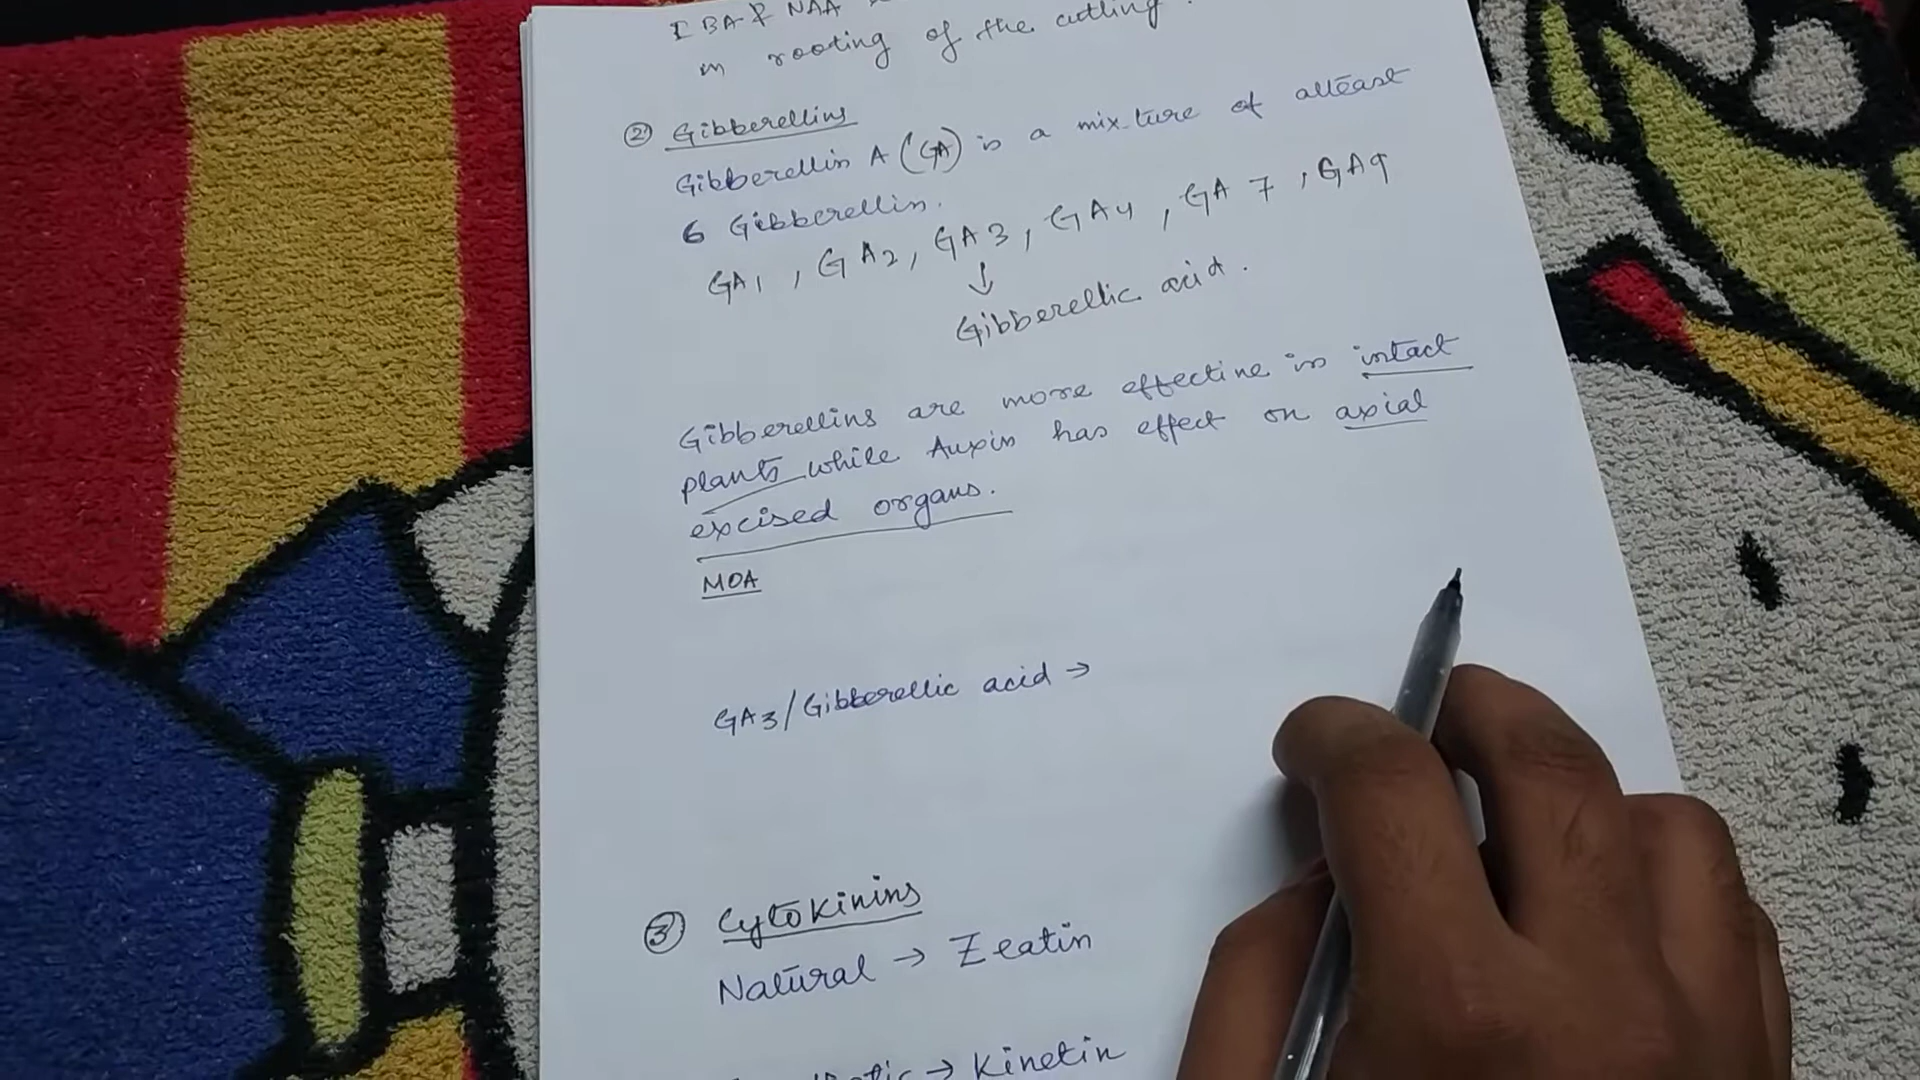 IBA & NAA
in rooting of the cutting.
② Gibberellins
Gibberellin A (GA) is a mixture of atleast
6 Gibberellin.
GA1, GA2, GA3, GA4, GA7, GA9
↓
Gibberellic acid.
Gibberellins are more effective in intact
plants while Auxin has effect on axial
excised organs.
MOA
GA3/Gibberellic acid →
③ Cytokinins
Natural → Zeatin
→ Kinetin